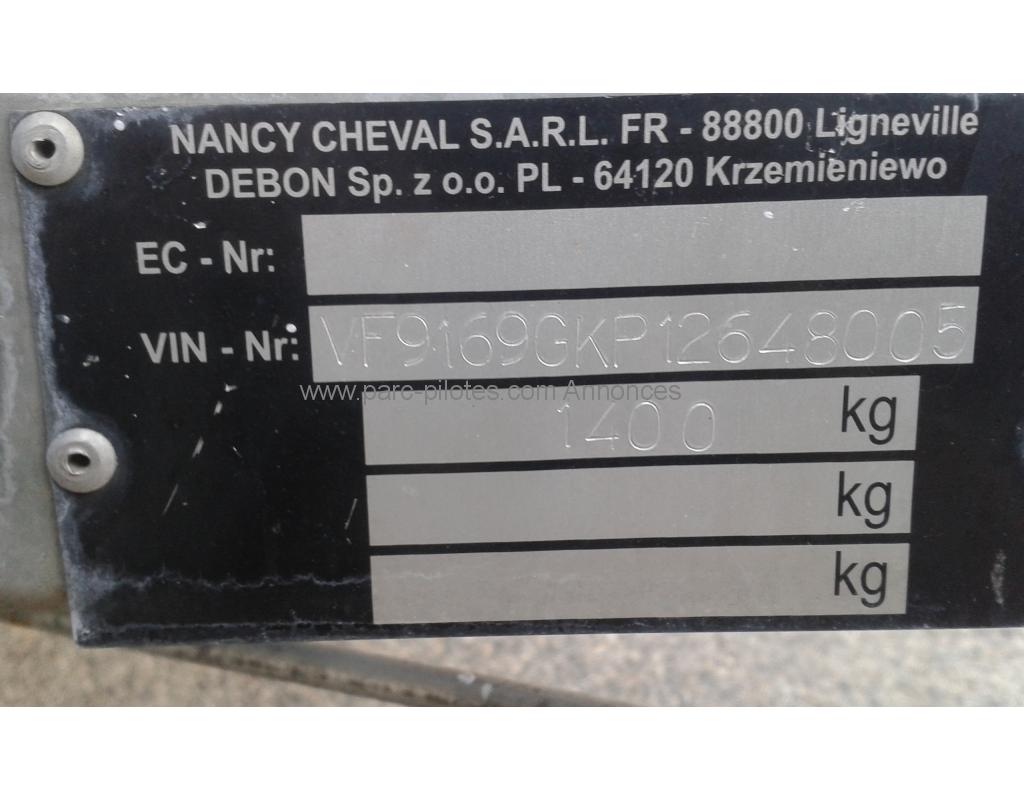 NANCY CHEVAL S.A.R.L. FR - 88800 Ligneville
DEBON Sp. z o.o. PL - 64120 Krzemieniewo
EC - Nr:
VIN - Nr: VF9169GKP12648005
www.parc-pilotes.com Annonces
1400 kg
kg
kg